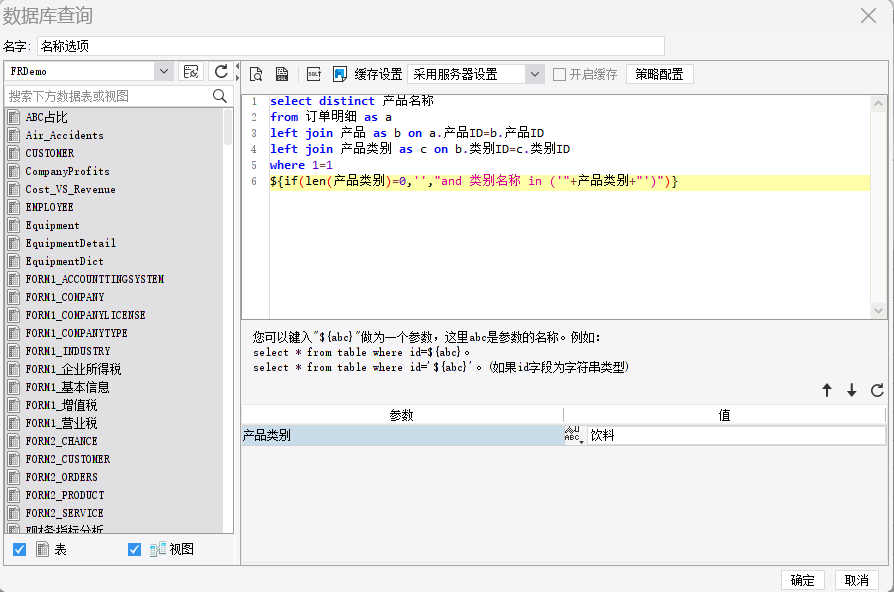 数据库查询
名字: 名称选项
FRDemo
搜索下方数据表或视图
ABC占比
Air_Accidents
CUSTOMER
CompanyProfits
Cost_VS_Revenue
EMPLOYEE
Equipment
EquipmentDetail
EquipmentDict
FORM1_ACCOUNTTINGSYSTEM
FORM1_COMPANY
FORM1_COMPANYLICENSE
FORM1_COMPANYTYPE
FORM1_INDUSTRY
FORM1_企业所得税
FORM1_基本信息
FORM1_增值税
FORM1_营业税
FORM2_CHANCE
FORM2_CUSTOMER
FORM2_ORDERS
FORM2_PRODUCT
FORM2_SERVICE
F财务指标分析
表 视图
缓存设置 采用服务器设置 开启缓存 策略配置
1 select distinct 产品名称
2 from 订单明细 as a
3 left join 产品 as b on a.产品ID=b.产品ID
4 left join 产品类别 as c on b.类别ID=c.类别ID
5 where 1=1
6 ${if(len(产品类别)=0,'',"and 类别名称 in ('"+产品类别+"')")}
您可以键入"${abc}"做为一个参数，这里abc是参数的名称。例如:
select * from table where id=${abc}。
select * from table where id='${abc}'。(如果id字段为字符串类型)
参数 值
产品类别 ABC 饮料
确定 取消